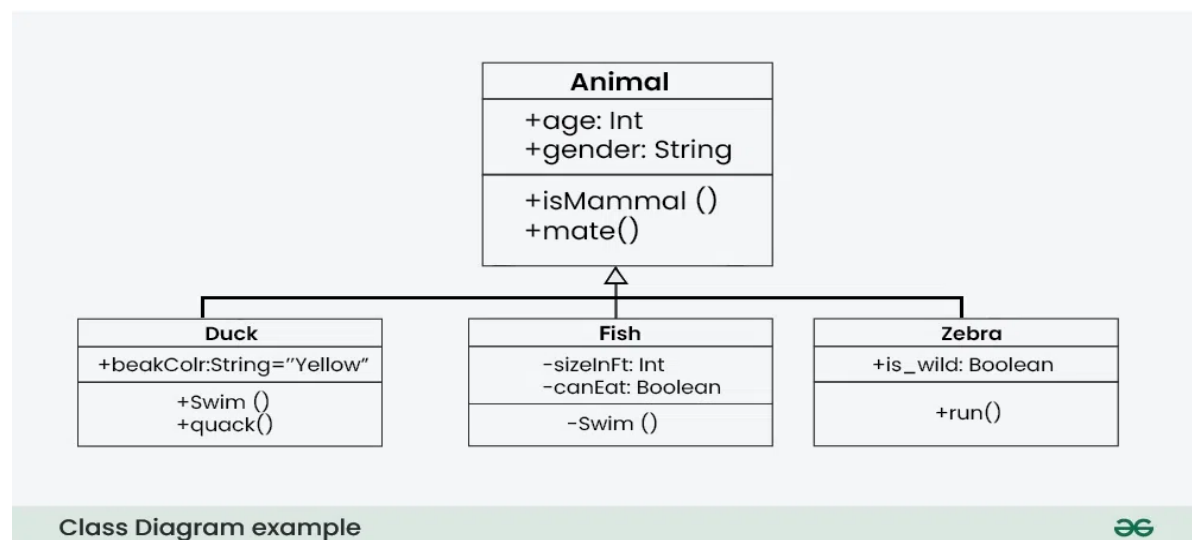 Animal
+age: Int
+gender: String
+isMammal ()
+mate()
Duck
+beakColr:String=”Yellow”
+Swim ()
+quack()
Fish
-sizeInFt: Int
-canEat: Boolean
-Swim ()
Zebra
+is_wild: Boolean
+run()
Class Diagram example